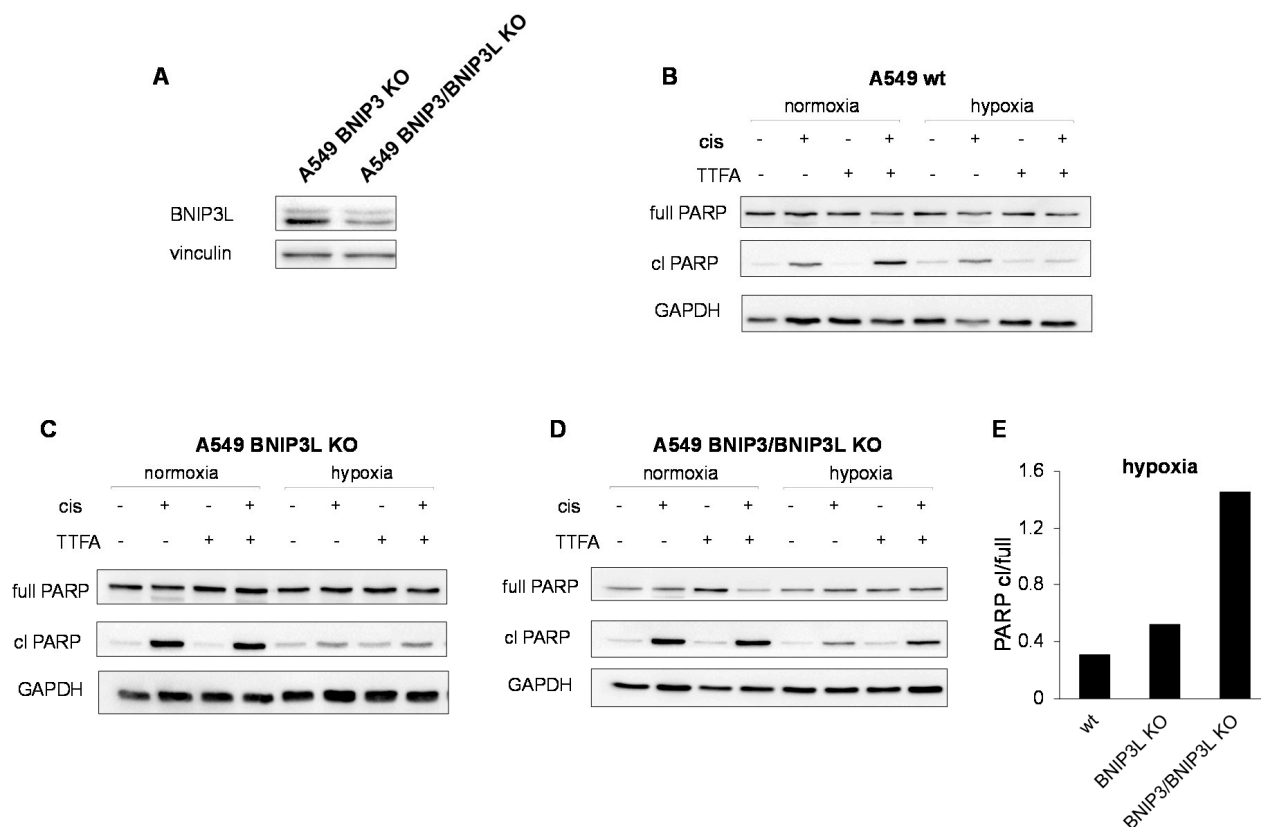 A
A549 BNIP3 KO
A549 BNIP3/BNIP3L KO
BNIP3L
vinculin
B
A549 wt
normoxia hypoxia
cis - + - + - + - +
TTFA - - + + - - + +
full PARP
cl PARP
GAPDH
C
A549 BNIP3L KO
normoxia hypoxia
cis - + - + - + - +
TTFA - - + + - - + +
full PARP
cl PARP
GAPDH
D
A549 BNIP3/BNIP3L KO
normoxia hypoxia
cis - + - + - + - +
TTFA - - + + - - + +
full PARP
cl PARP
GAPDH
E
hypoxia
PARP cl/full
1.6
1.2
0.8
0.4
0
wt
BNIP3L KO
BNIP3/BNIP3L KO